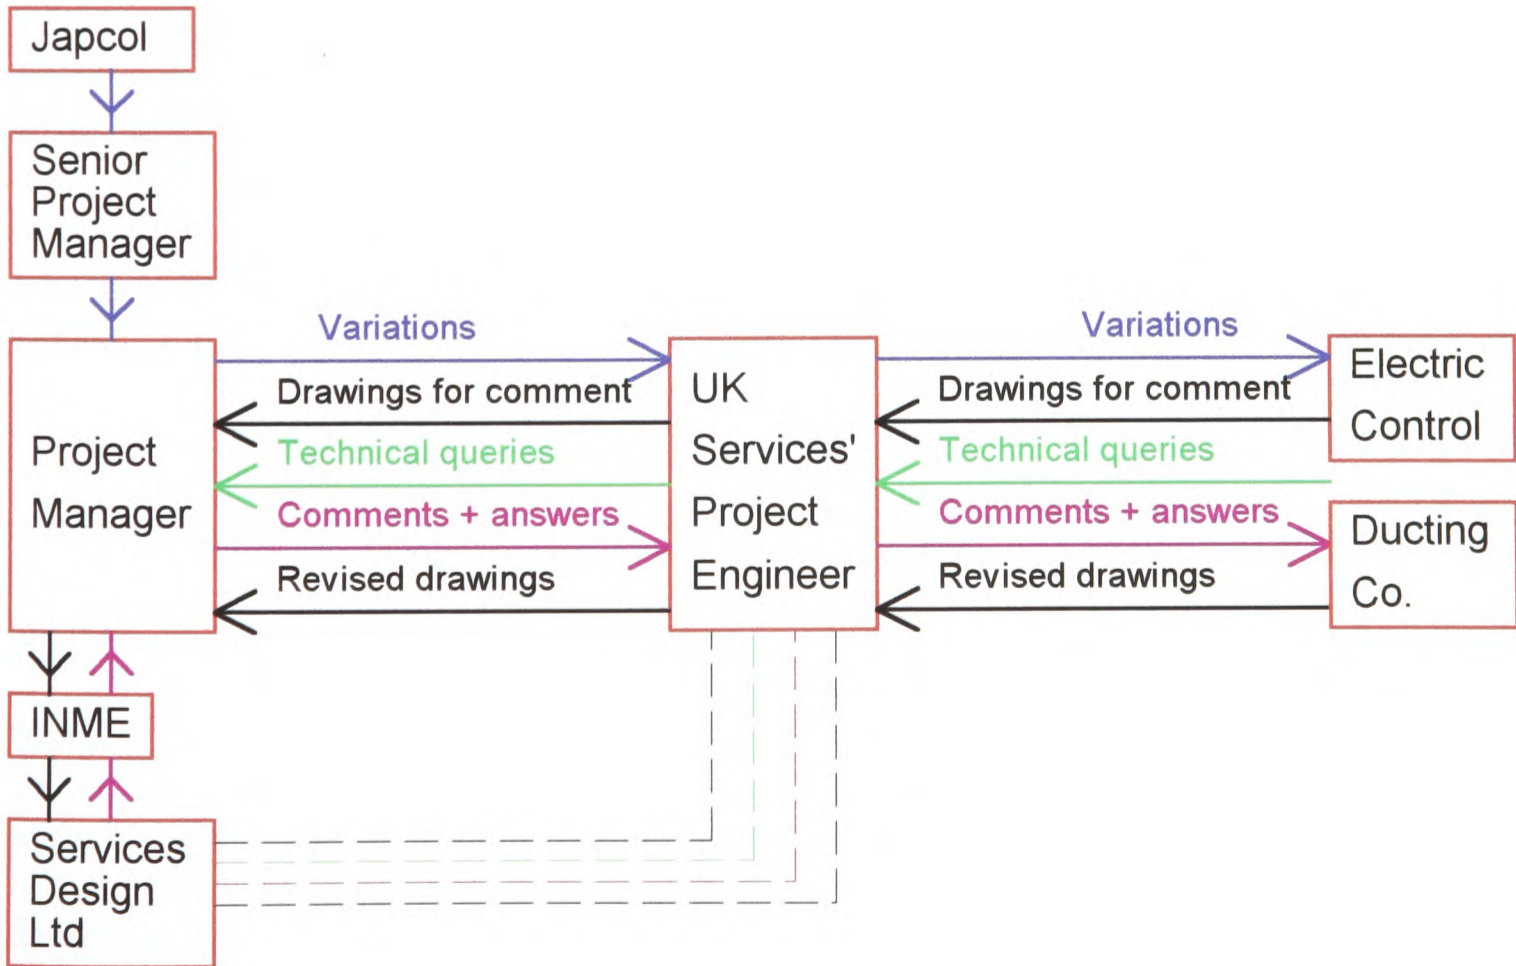 Japcol
Senior
Project
Manager
Variations
Drawings for comment
Technical queries
Comments + answers
Revised drawings
Project
Manager
UK
Services'
Project
Engineer
Variations
Drawings for comment
Technical queries
Comments + answers
Revised drawings
Electric
Control
Ducting
Co.
INME
Services
Design
Ltd